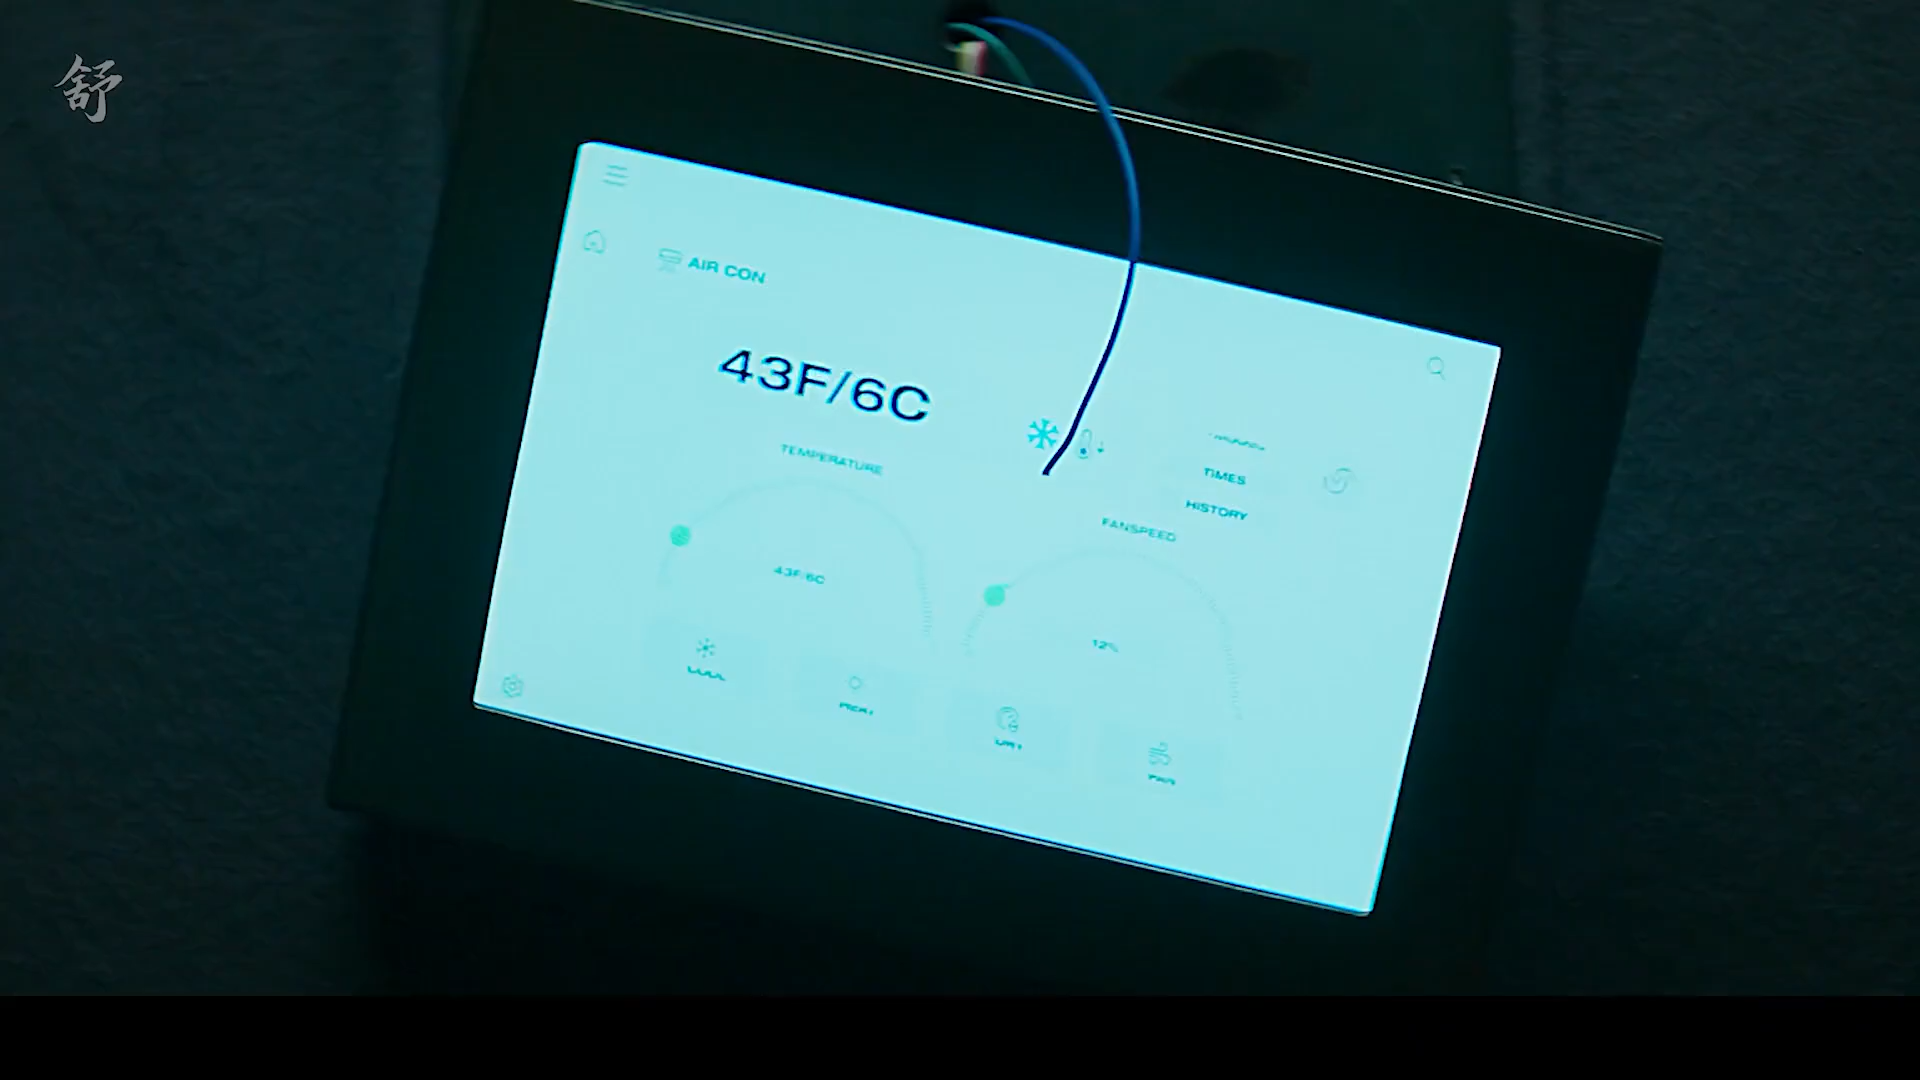 舒
AIR CON
43F/6C
TEMPERATURE
TIMES
HISTORY
FANSPEED
43F/6C
12%